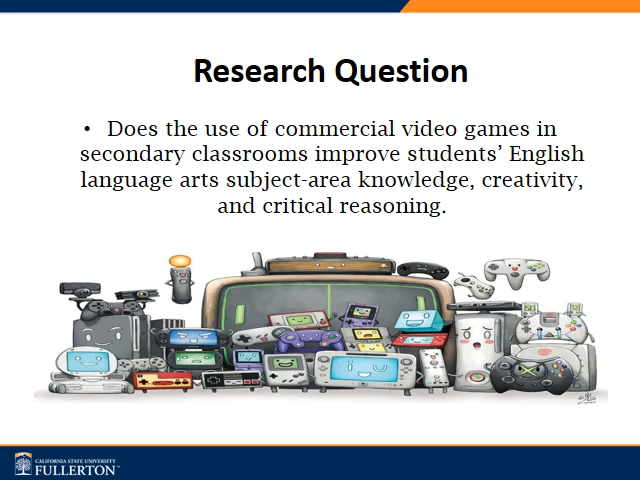 Research Question
• Does the use of commercial video games in
secondary classrooms improve students’ English
language arts subject-area knowledge, creativity,
and critical reasoning.
CALIFORNIA STATE UNIVERSITY
FULLERTON™